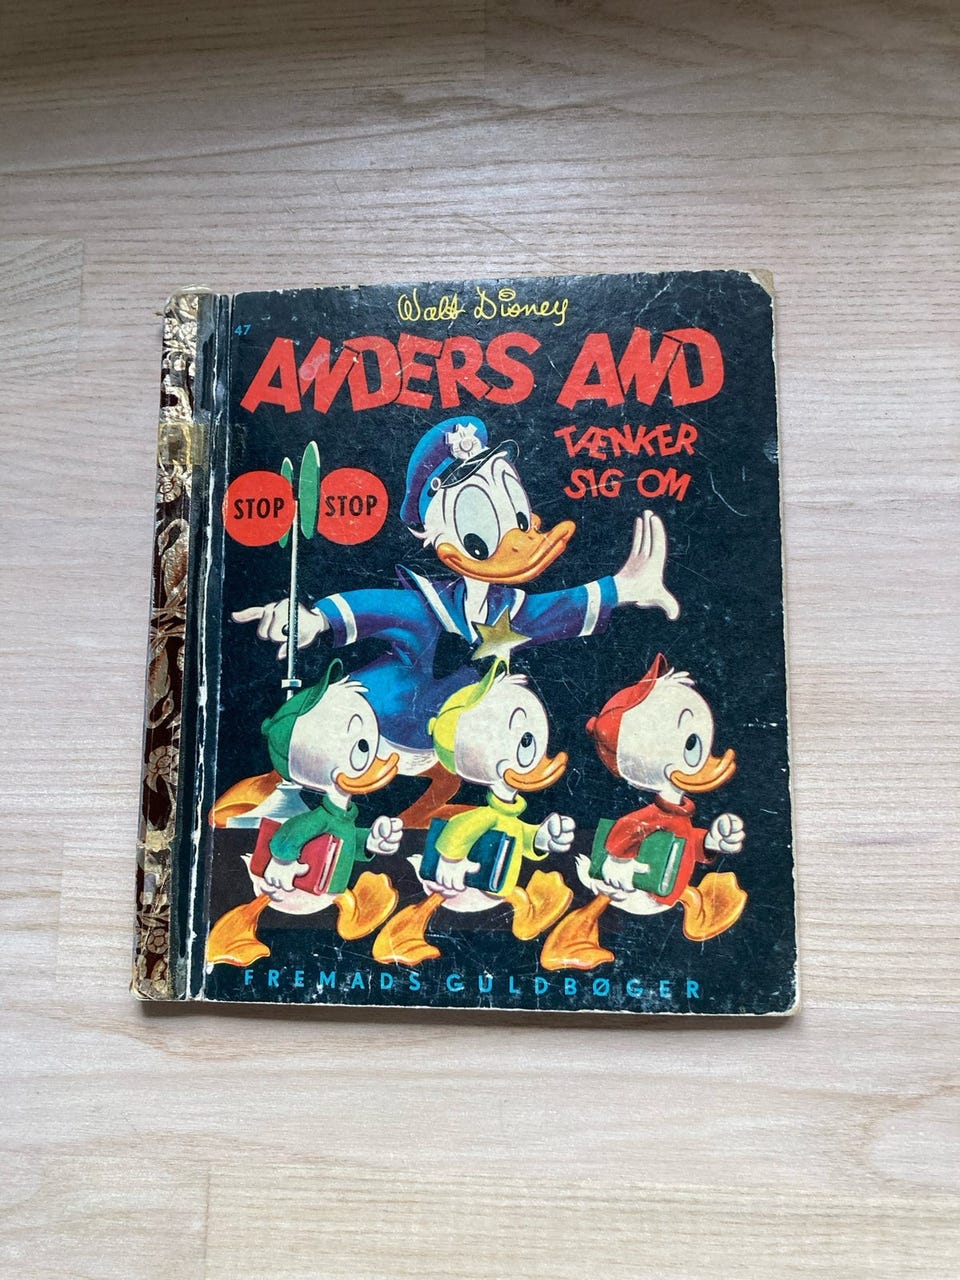 Walt Disney
47
ANDERS AND
TÆNKER
SIG OM
STOP STOP
FREMADS GULDBØGER